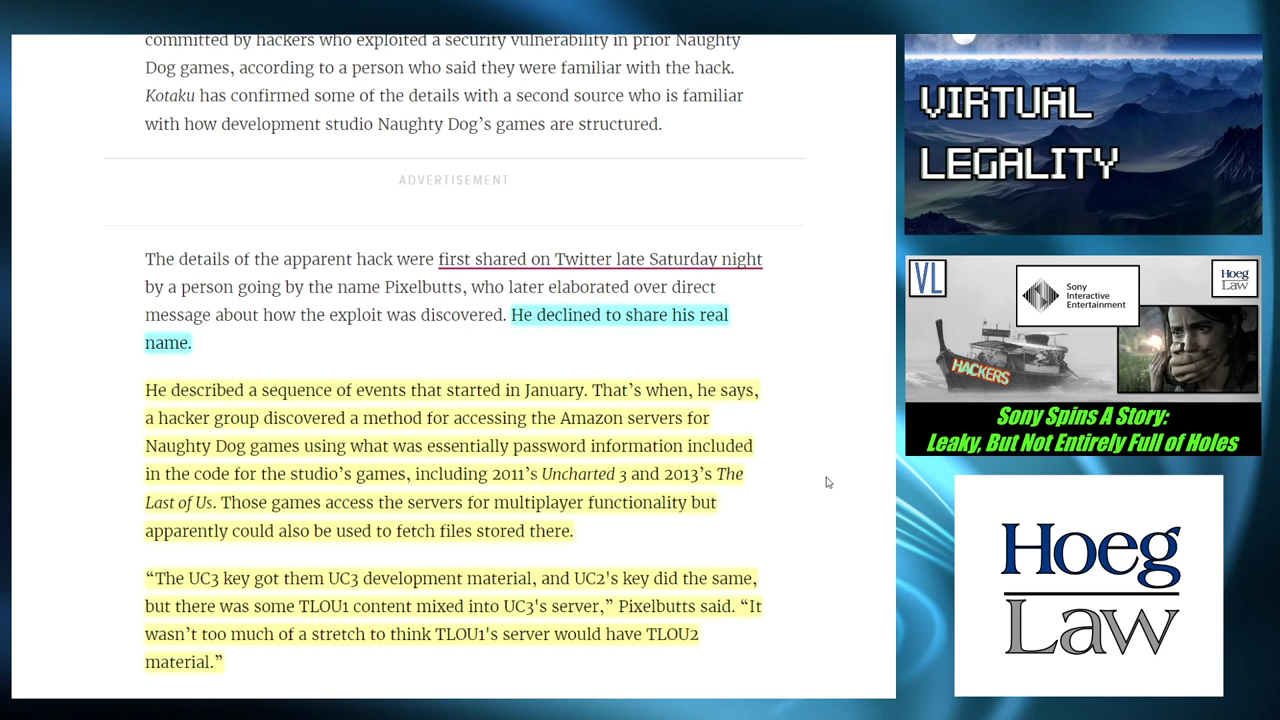 committed by hackers who exploited a security vulnerability in prior Naughty
Dog games, according to a person who said they were familiar with the hack.
Kotaku has confirmed some of the details with a second source who is familiar
with how development studio Naughty Dog’s games are structured.
ADVERTISEMENT
The details of the apparent hack were first shared on Twitter late Saturday night
by a person going by the name Pixelbutts, who later elaborated over direct
message about how the exploit was discovered. He declined to share his real
name.
He described a sequence of events that started in January. That’s when, he says,
a hacker group discovered a method for accessing the Amazon servers for
Naughty Dog games using what was essentially password information included
in the code for the studio’s games, including 2011’s Uncharted 3 and 2013’s The
Last of Us. Those games access the servers for multiplayer functionality but
apparently could also be used to fetch files stored there.
“The UC3 key got them UC3 development material, and UC2's key did the same,
but there was some TLOU1 content mixed into UC3's server,” Pixelbutts said. “It
wasn’t too much of a stretch to think TLOU1's server would have TLOU2
material.”
VIRTUAL
LEGALITY
VL
Sony
Interactive
Entertainment
Hoeg
Law
HACKERS
Sony Spins A Story:
Leaky, But Not Entirely Full of Holes
Hoeg
Law